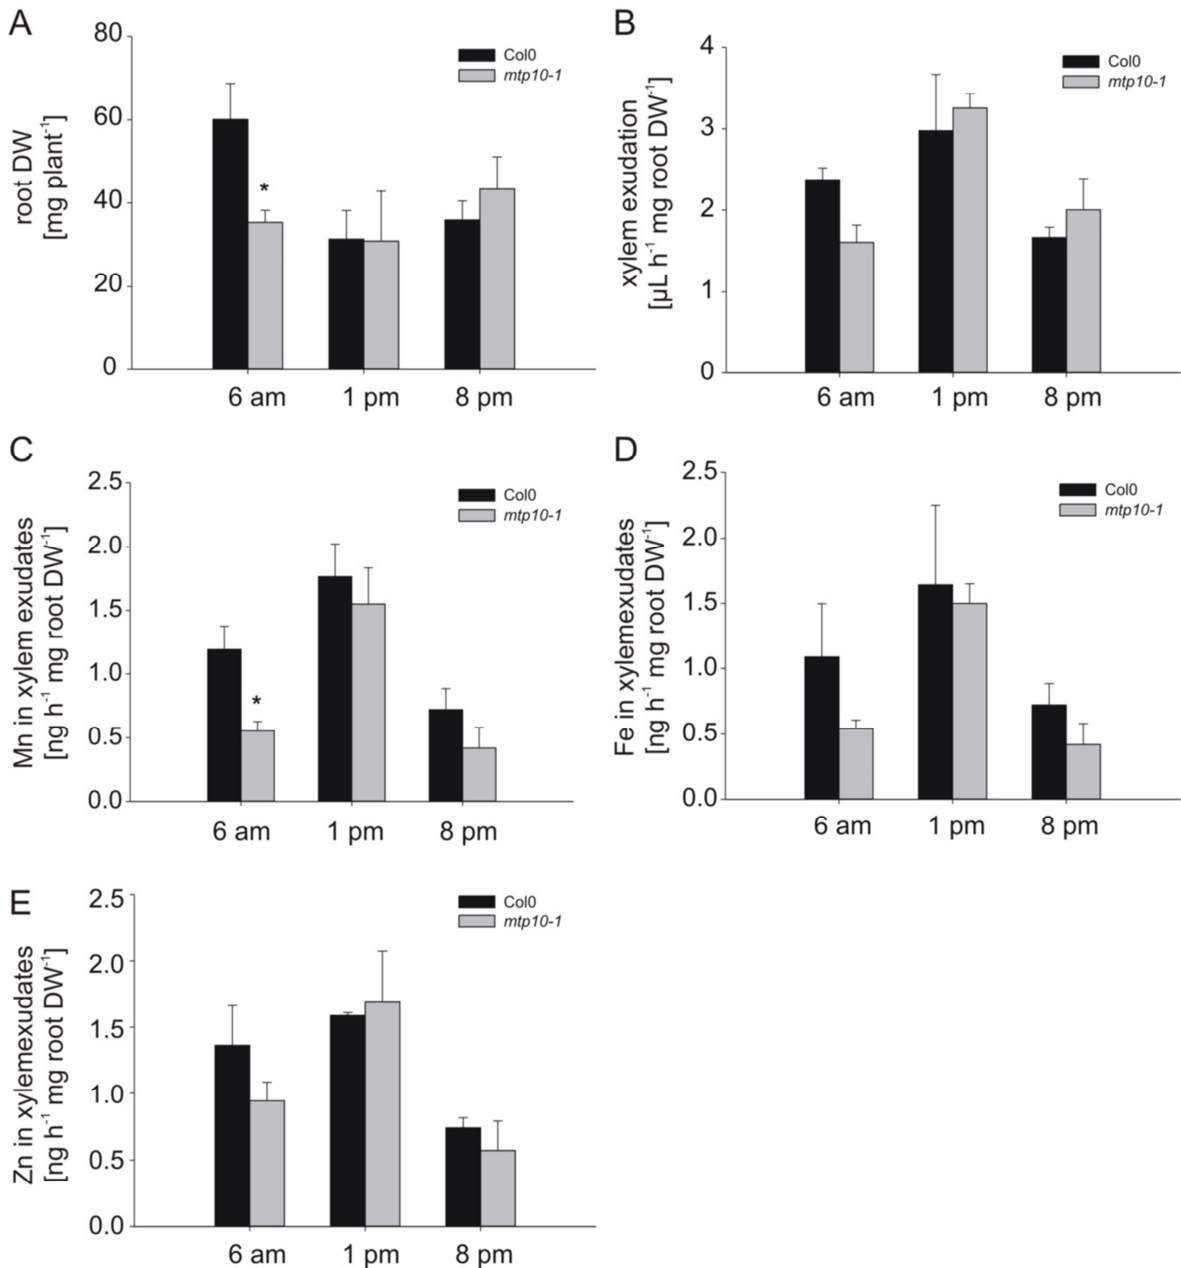 A
root DW
[mg plant⁻¹]
80
60
40
20
0
Col0
mtp10-1
*
6 am
1 pm
8 pm
B
xylem exudation
[µL h⁻¹ mg root DW⁻¹]
4
3
2
1
0
Col0
mtp10-1
6 am
1 pm
8 pm
C
Mn in xylem exudates
[ng h⁻¹ mg root DW⁻¹]
2.5
2.0
1.5
1.0
0.5
0.0
Col0
mtp10-1
*
6 am
1 pm
8 pm
D
Fe in xylemexudates
[ng h⁻¹ mg root DW⁻¹]
2.5
2.0
1.5
1.0
0.5
0.0
Col0
mtp10-1
6 am
1 pm
8 pm
E
Zn in xylemexudates
[ng h⁻¹ mg root DW⁻¹]
2.5
2.0
1.5
1.0
0.5
0.0
Col0
mtp10-1
6 am
1 pm
8 pm